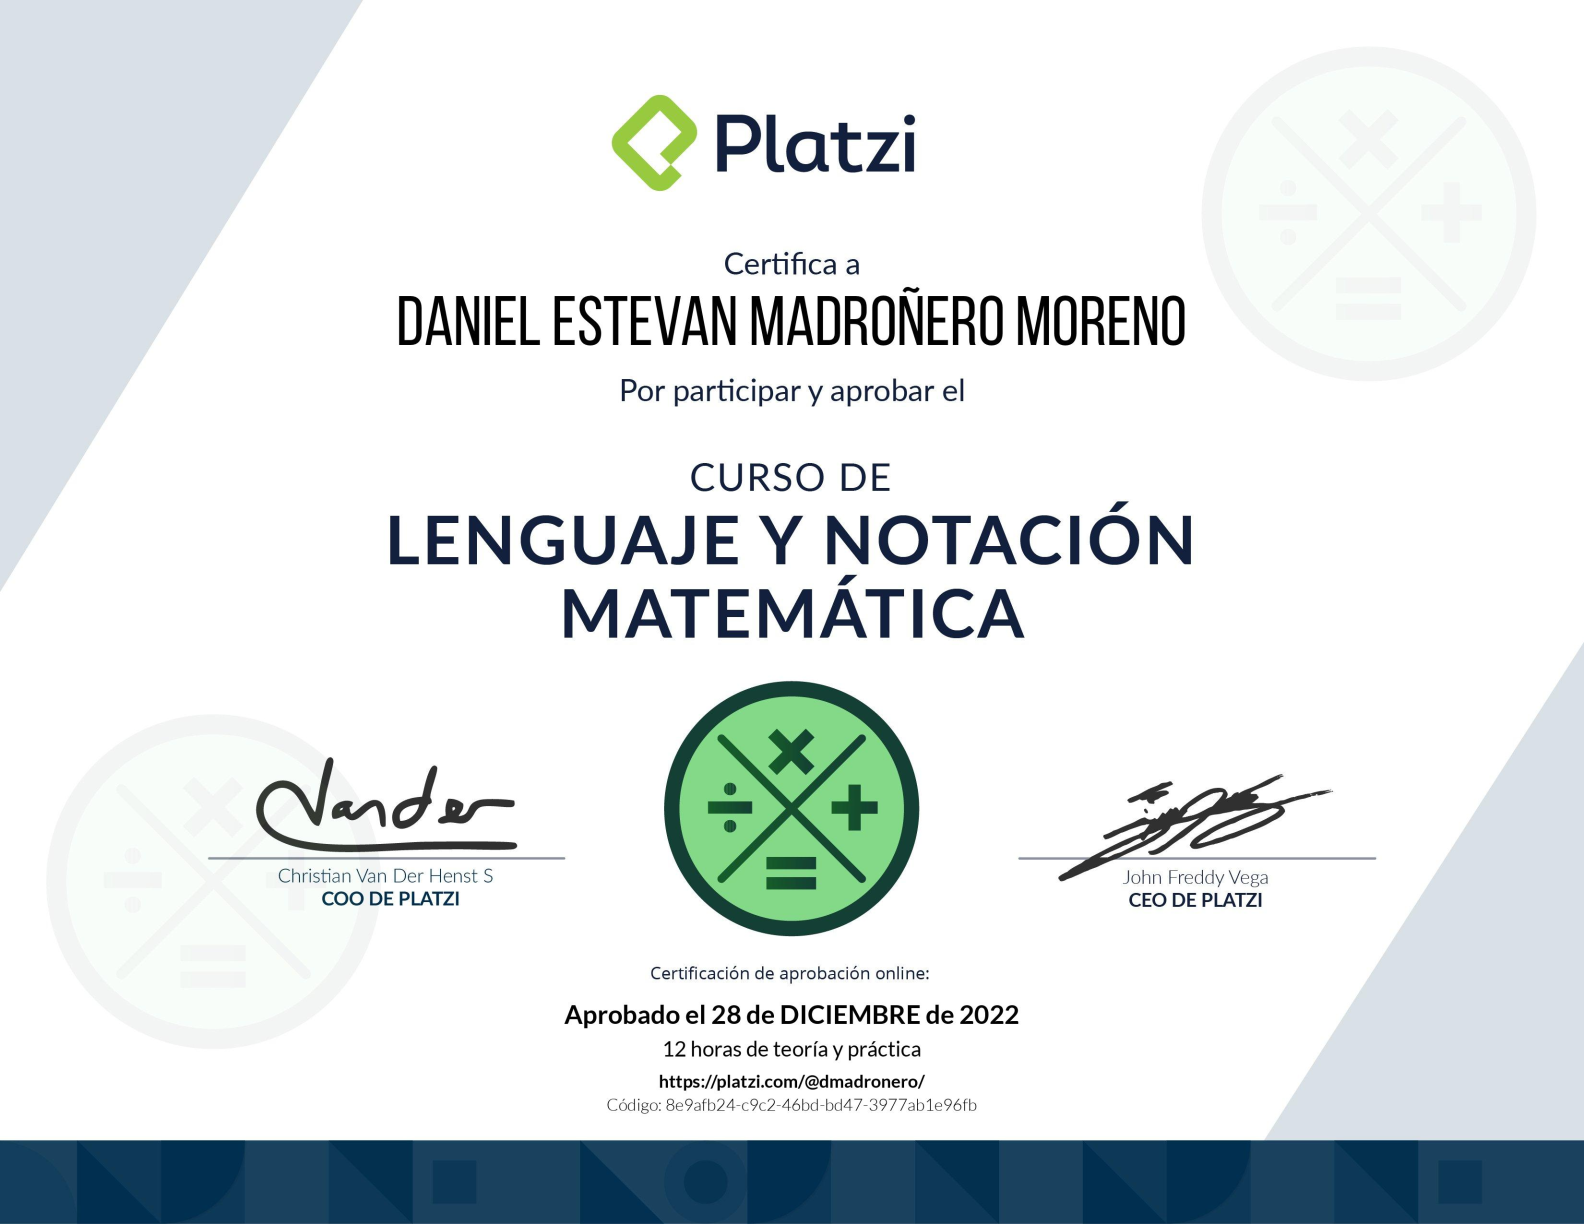 Platzi
Certifica a
DANIEL ESTEVAN MADROÑERO MORENO
Por participar y aprobar el
CURSO DE
LENGUAJE Y NOTACIÓN
MATEMÁTICA
Vander
Christian Van Der Henst S
COO DE PLATZI
John Freddy Vega
CEO DE PLATZI
Certificación de aprobación online:
Aprobado el 28 de DICIEMBRE de 2022
12 horas de teoría y práctica
https://platzi.com/@dmadronero/
Código: 8e9afb24-c9c2-46bd-bd47-3977ab1e96fb